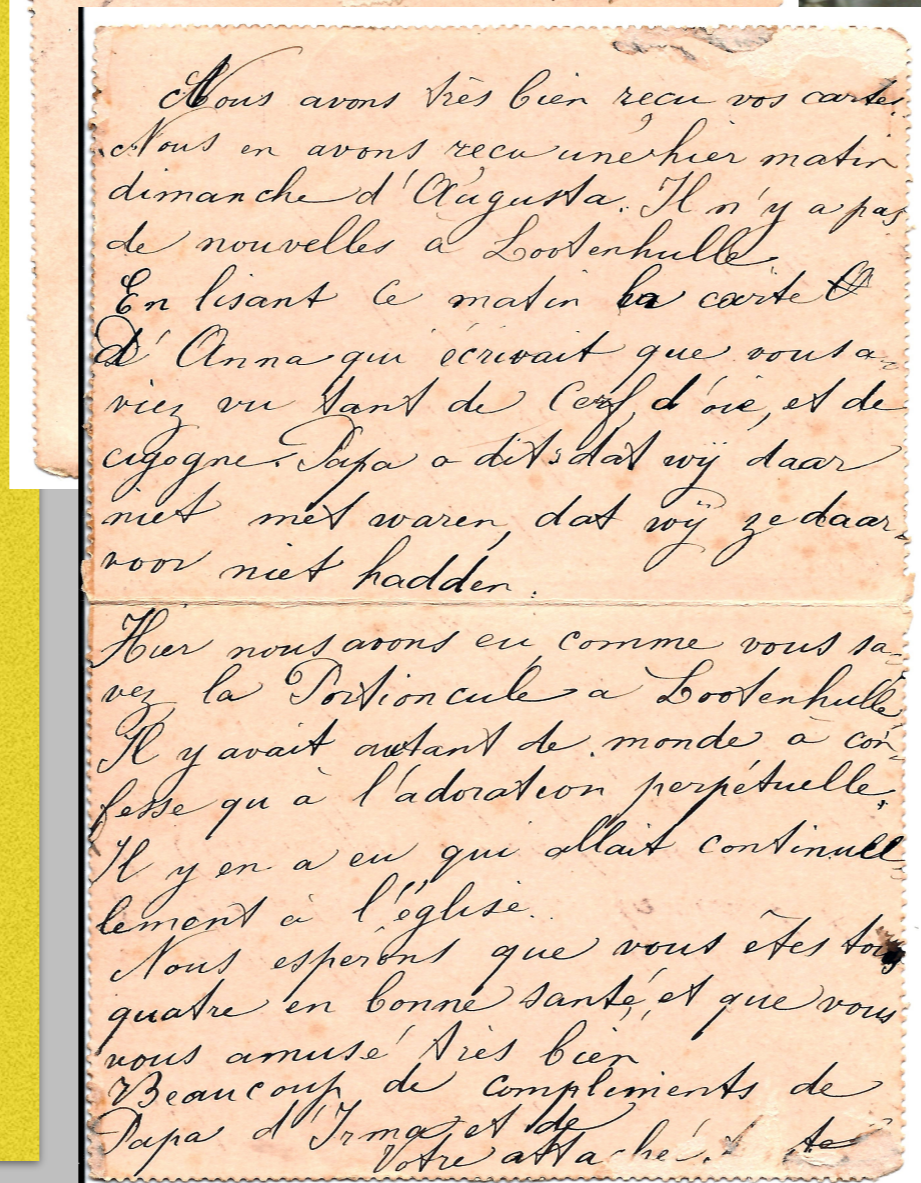 Nous avons très bien reçu vos cartes.
Nous en avons reçu une hier matin
dimanche d'Augusta. Il n'y a pas
de nouvelles a Lootenhulle.
En lisant ce matin la carte
d'Anna qui écrivait que vous a-
viez vu tant de Cerf, d'oie, et de
cigogne. Papa a dit: dat wij daar
niet met waren, dat wij ze daar-
voor niet hadden.
Hier nous avons eu comme vous sa-
vez la Portioncule a Lootenhulle,
Il y avait autant de monde à con-
fesse qu'à l'adoration perpétuelle.
Il y en a eu qui allait continuel-
lement à l'église.
Nous espérons que vous êtes tous
quatre en bonne santé, et que vous
vous amusé très bien
Beaucoup de compliments de
Papa d'Irma et de
Votre attaché.